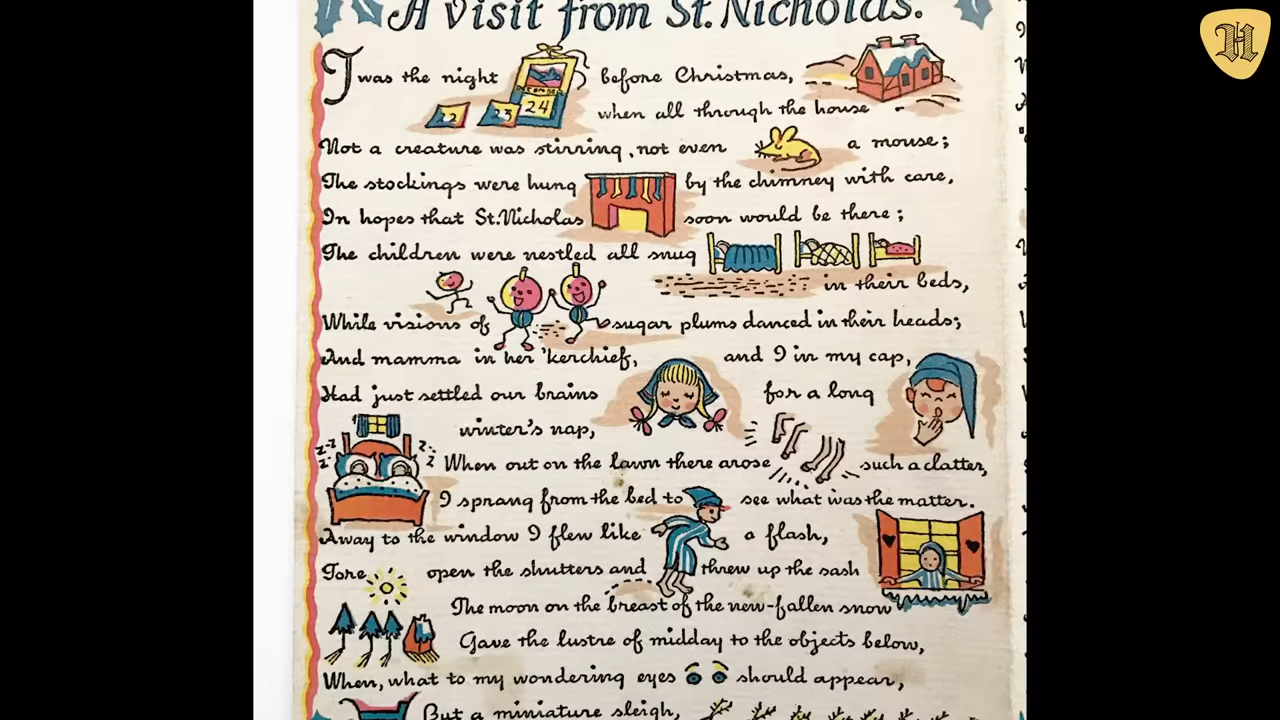 A Visit from St. Nicholas.
'Twas the night before Christmas,
22 23 24
when all through the house
Not a creature was stirring, not even a mouse;
The stockings were hung by the chimney with care,
In hopes that St. Nicholas soon would be there;
The children were nestled all snug
in their beds,
While visions of sugar plums danced in their heads;
And mamma in her 'kerchief, and I in my cap,
Had just settled our brains for a long
winter's nap,
When out on the lawn there arose such a clatter,
I sprang from the bed to see what was the matter.
Away to the window I flew like a flash,
Tore open the shutters and threw up the sash
The moon on the breast of the new-fallen snow
Gave the lustre of midday to the objects below,
When, what to my wondering eyes should appear,
But a miniature sleigh,
H